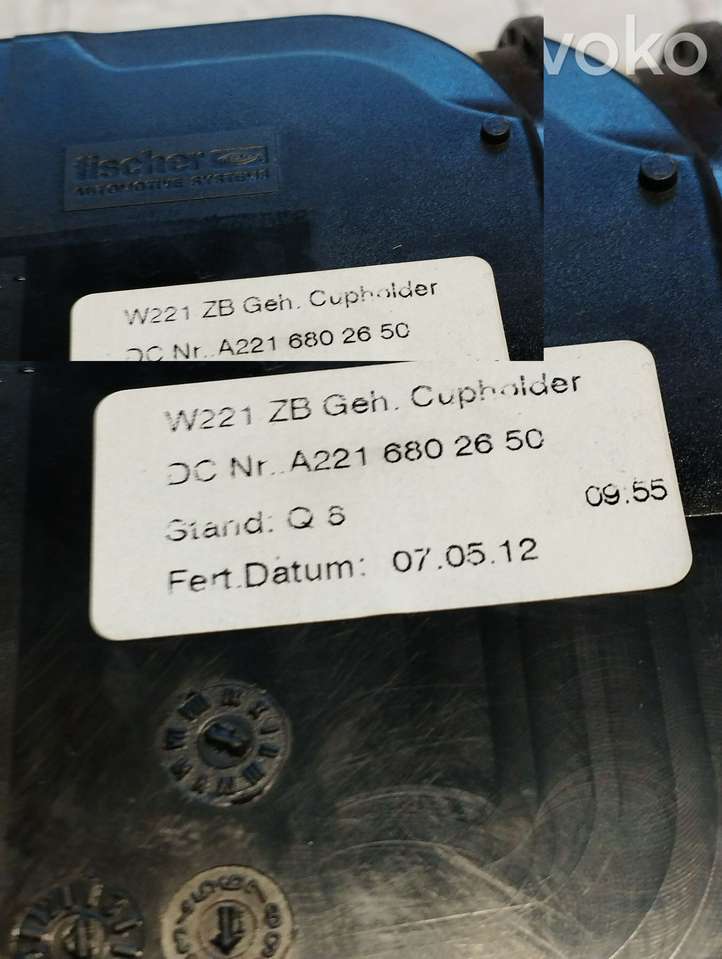 voko
fischer
AUTOMOTIVE SYSTEMS
W221 ZB Geh. Cupholder
DC Nr.:A221 680 26 50
W221 ZB Geh. Cupholder
DC Nr.:A221 680 26 50
Stand: Q 6
09:55
Fert.Datum: 07.05.12